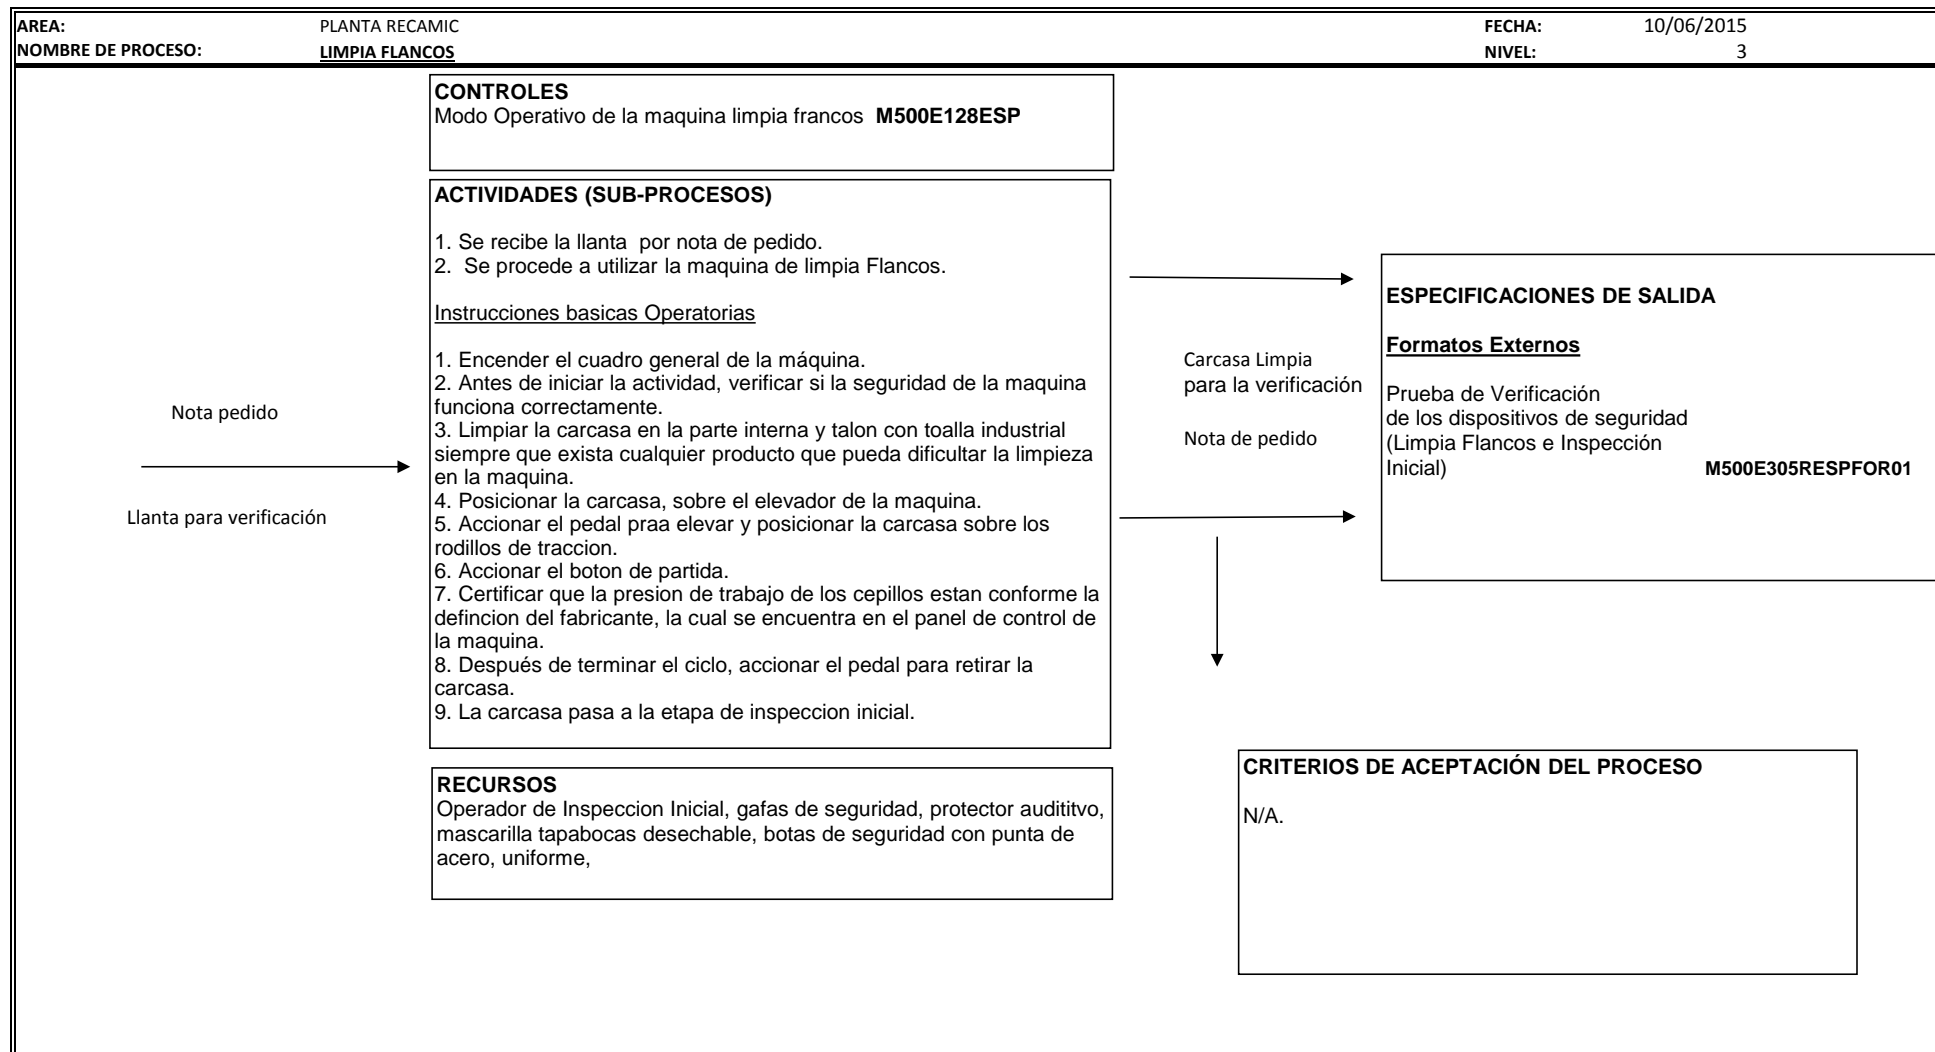 AREA: PLANTA RECAMIC FECHA: 10/06/2015
NOMBRE DE PROCESO: LIMPIA FLANCOS NIVEL: 3
CONTROLES
Modo Operativo de la maquina limpia francos M500E128ESP
ACTIVIDADES (SUB-PROCESOS)
1. Se recibe la llanta por nota de pedido.
2. Se procede a utilizar la maquina de limpia Flancos.
Instrucciones basicas Operatorias
1. Encender el cuadro general de la máquina.
2. Antes de iniciar la actividad, verificar si la seguridad de la maquina
funciona correctamente.
3. Limpiar la carcasa en la parte interna y talon con toalla industrial
siempre que exista cualquier producto que pueda dificultar la limpieza
en la maquina.
4. Posicionar la carcasa, sobre el elevador de la maquina.
5. Accionar el pedal praa elevar y posicionar la carcasa sobre los
rodillos de traccion.
6. Accionar el boton de partida.
7. Certificar que la presion de trabajo de los cepillos estan conforme la
defincion del fabricante, la cual se encuentra en el panel de control de
la maquina.
8. Después de terminar el ciclo, accionar el pedal para retirar la
carcasa.
9. La carcasa pasa a la etapa de inspeccion inicial.
Nota pedido
Llanta para verificación
Carcasa Limpia
para la verificación
Nota de pedido
ESPECIFICACIONES DE SALIDA
Formatos Externos
Prueba de Verificación
de los dispositivos de seguridad
(Limpia Flancos e Inspección
Inicial) M500E305RESPFOR01
RECURSOS
Operador de Inspeccion Inicial, gafas de seguridad, protector audititvo,
mascarilla tapabocas desechable, botas de seguridad con punta de
acero, uniforme,
CRITERIOS DE ACEPTACIÓN DEL PROCESO
N/A.